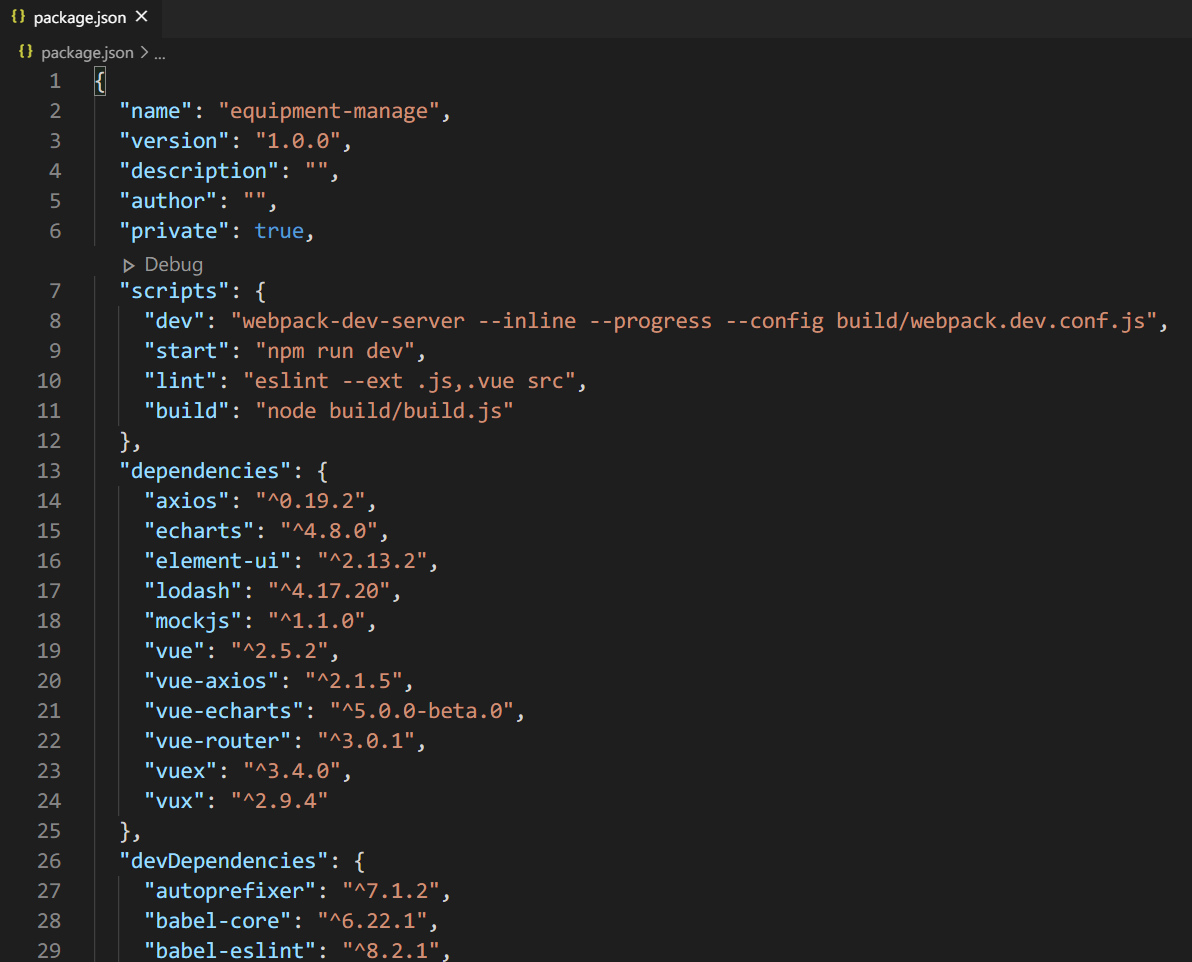 {} package.json ×
{} package.json > ...
1 {
2 "name": "equipment-manage",
3 "version": "1.0.0",
4 "description": "",
5 "author": "",
6 "private": true,
Debug
7 "scripts": {
8 "dev": "webpack-dev-server --inline --progress --config build/webpack.dev.conf.js",
9 "start": "npm run dev",
10 "lint": "eslint --ext .js,.vue src",
11 "build": "node build/build.js"
12 },
13 "dependencies": {
14 "axios": "^0.19.2",
15 "echarts": "^4.8.0",
16 "element-ui": "^2.13.2",
17 "lodash": "^4.17.20",
18 "mockjs": "^1.1.0",
19 "vue": "^2.5.2",
20 "vue-axios": "^2.1.5",
21 "vue-echarts": "^5.0.0-beta.0",
22 "vue-router": "^3.0.1",
23 "vuex": "^3.4.0",
24 "vux": "^2.9.4"
25 },
26 "devDependencies": {
27 "autoprefixer": "^7.1.2",
28 "babel-core": "^6.22.1",
29 "babel-eslint": "^8.2.1",